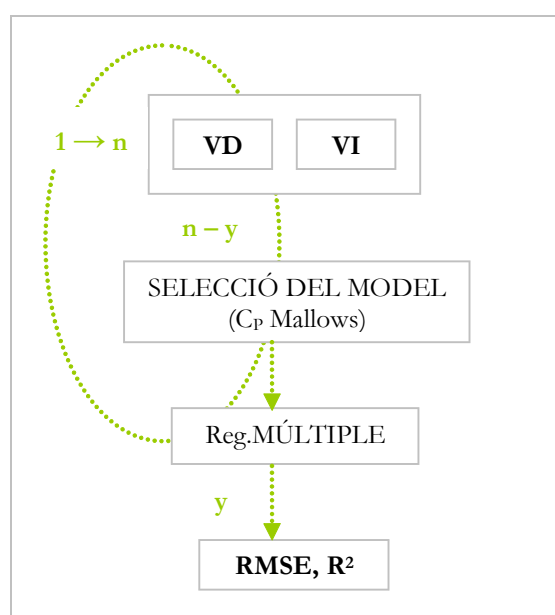 1 → n
VD
VI
n – y
SELECCIÓ DEL MODEL
(CP Mallows)
Reg.MÚLTIPLE
y
RMSE, R²